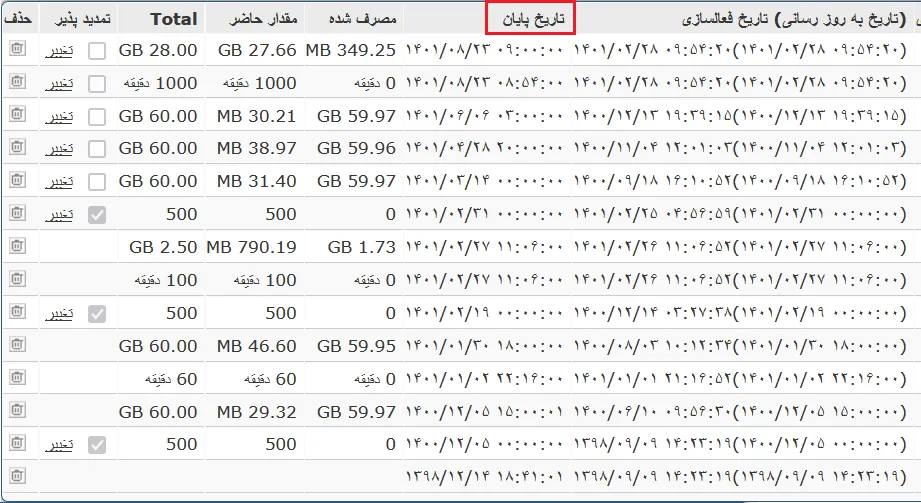 (تاریخ به روز رسانی) تاریخ فعالسازی تاریخ پایان مصرف شده مقدار حاضر Total تمدید پذیر حذف
۱۴۰۱/۰۲/۲۸ ۰۹:۵۴:۲۰(۱۴۰۱/۰۲/۲۸ ۰۹:۵۴:۲۰) ۱۴۰۱/۰۸/۲۳ ۰۹:۰۰:۰۰ MB 349.25 GB 27.66 GB 28.00 تغییر
۱۴۰۱/۰۲/۲۸ ۰۹:۵۴:۲۰(۱۴۰۱/۰۲/۲۸ ۰۹:۵۴:۲۰) ۱۴۰۱/۰۸/۲۳ ۰۸:۵۴:۰۰ 0 دقیقه 1000 دقیقه 1000 دقیقه تغییر
۱۴۰۰/۱۲/۱۳ ۱۹:۳۹:۱۵(۱۴۰۰/۱۲/۱۳ ۱۹:۳۹:۱۵) ۱۴۰۱/۰۶/۰۶ ۰۳:۰۰:۰۰ GB 59.97 MB 30.21 GB 60.00 تغییر
۱۴۰۰/۱۱/۰۴ ۱۲:۰۱:۰۳(۱۴۰۰/۱۱/۰۴ ۱۲:۰۱:۰۳) ۱۴۰۱/۰۴/۲۸ ۲۰:۰۰:۰۰ GB 59.96 MB 38.97 GB 60.00 تغییر
۱۴۰۰/۰۹/۱۸ ۱۶:۱۰:۵۲(۱۴۰۰/۰۹/۱۸ ۱۶:۱۰:۵۲) ۱۴۰۱/۰۳/۱۴ ۰۰:۰۰:۰۰ GB 59.97 MB 31.40 GB 60.00 تغییر
۱۴۰۱/۰۲/۲۵ ۰۴:۵۶:۵۹(۱۴۰۱/۰۲/۳۱ ۰۰:۰۰:۰۰) ۱۴۰۱/۰۲/۳۱ ۰۰:۰۰:۰۰ 0 500 500 تغییر
۱۴۰۱/۰۲/۲۶ ۱۱:۰۶:۵۲(۱۴۰۱/۰۲/۲۷ ۱۱:۰۶:۰۰) ۱۴۰۱/۰۲/۲۷ ۱۱:۰۶:۰۰ GB 1.73 MB 790.19 GB 2.50
۱۴۰۱/۰۲/۲۶ ۱۱:۰۶:۵۲(۱۴۰۱/۰۲/۲۷ ۱۱:۰۶:۰۰) ۱۴۰۱/۰۲/۲۷ ۱۱:۰۶:۰۰ 0 دقیقه 100 دقیقه 100 دقیقه
۱۴۰۰/۱۲/۱۴ ۰۳:۲۷:۳۸(۱۴۰۱/۰۲/۱۹ ۰۰:۰۰:۰۰) ۱۴۰۱/۰۲/۱۹ ۰۰:۰۰:۰۰ 0 500 500 تغییر
۱۴۰۰/۰۸/۰۳ ۱۰:۱۲:۳۴(۱۴۰۱/۰۱/۳۰ ۱۸:۰۰:۰۰) ۱۴۰۱/۰۱/۳۰ ۱۸:۰۰:۰۰ GB 59.95 MB 46.60 GB 60.00
۱۴۰۱/۰۱/۰۱ ۲۱:۱۶:۵۲(۱۴۰۱/۰۱/۰۲ ۲۲:۱۶:۰۰) ۱۴۰۱/۰۱/۰۲ ۲۲:۱۶:۰۰ 0 دقیقه 60 دقیقه 60 دقیقه
۱۴۰۰/۰۶/۱۰ ۰۹:۵۶:۳۰(۱۴۰۰/۱۲/۰۵ ۱۵:۰۰:۰۰) ۱۴۰۰/۱۲/۰۵ ۱۵:۰۰:۰۱ GB 59.97 MB 29.32 GB 60.00
۱۳۹۸/۰۹/۰۹ ۱۴:۲۳:۱۹(۱۴۰۰/۱۲/۰۵ ۰۰:۰۰:۰۰) ۱۴۰۰/۱۲/۰۵ ۰۰:۰۰:۰۰ 0 500 500 تغییر
۱۳۹۸/۰۹/۰۹ ۱۴:۲۳:۱۹(۱۳۹۸/۰۹/۰۹ ۱۴:۲۳:۱۹) ۱۳۹۸/۱۲/۱۴ ۱۸:۴۱:۰۱